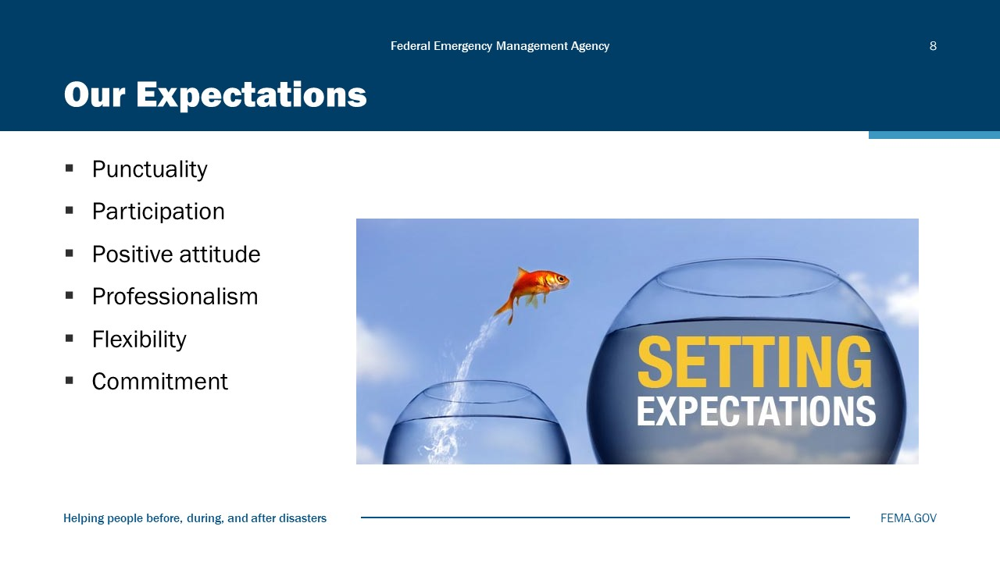 Federal Emergency Management Agency
8
Our Expectations
Punctuality
Participation
Positive attitude
Professionalism
Flexibility
Commitment
SETTING
EXPECTATIONS
Helping people before, during, and after disasters
FEMA.GOV